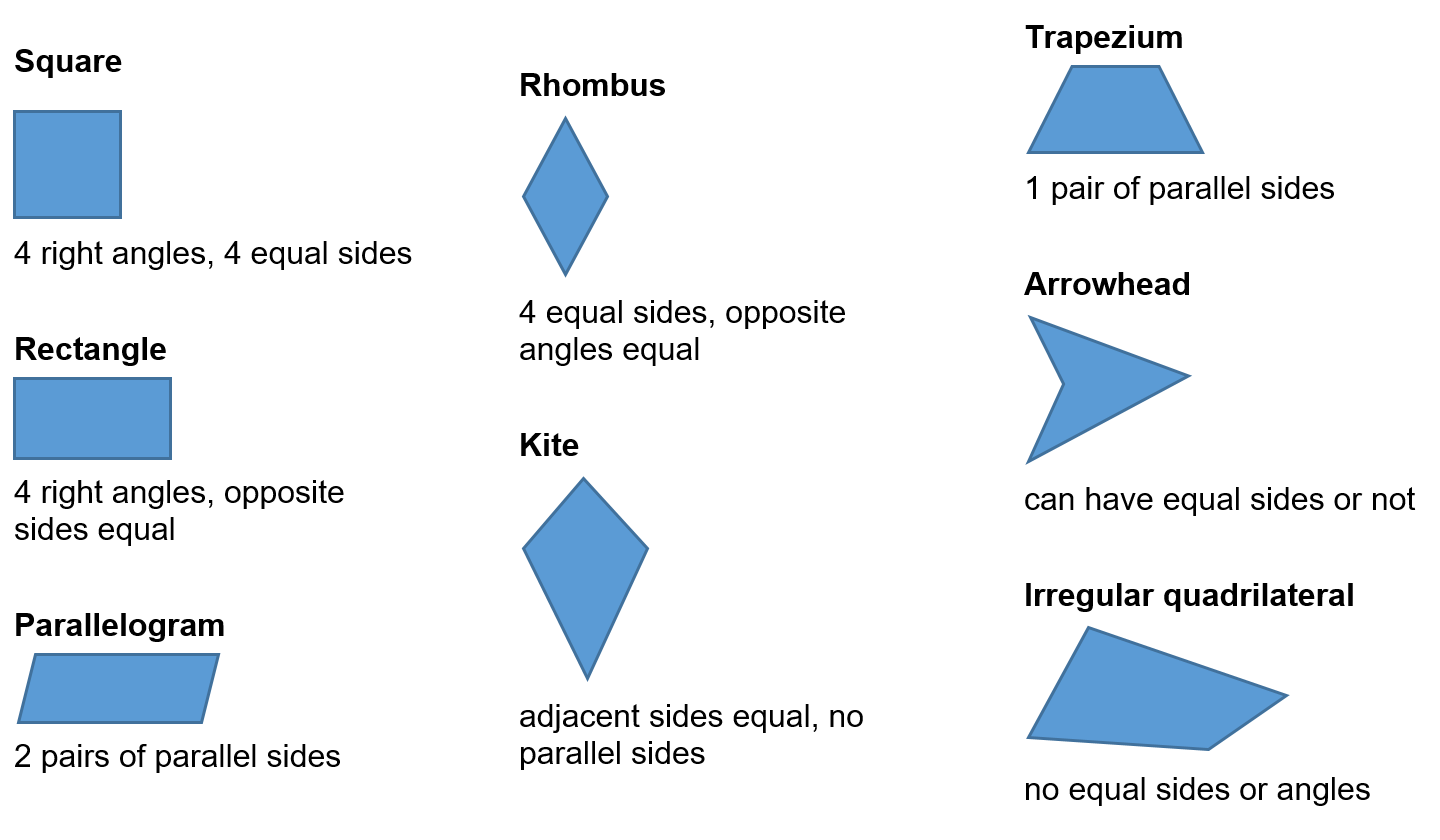 Square
4 right angles, 4 equal sides
Rectangle
4 right angles, opposite
sides equal
Parallelogram
2 pairs of parallel sides
Rhombus
4 equal sides, opposite
angles equal
Kite
adjacent sides equal, no
parallel sides
Trapezium
1 pair of parallel sides
Arrowhead
can have equal sides or not
Irregular quadrilateral
no equal sides or angles